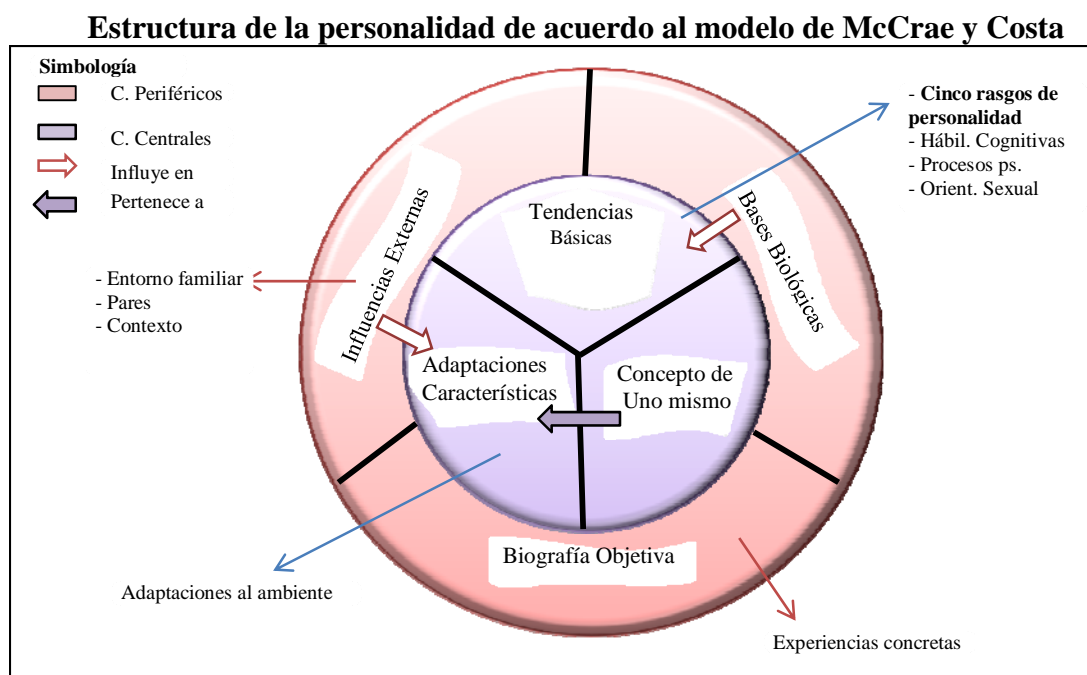 Estructura de la personalidad de acuerdo al modelo de McCrae y Costa
Simbología
C. Periféricos
C. Centrales
Influye en
Pertenece a
- Cinco rasgos de
personalidad
- Hábil. Cognitivas
- Procesos ps.
- Orient. Sexual
Tendencias
Básicas
Bases Biológicas
Influencias Externas
- Entorno familiar
- Pares
- Contexto
Adaptaciones
Características
Concepto de
Uno mismo
Biografía Objetiva
Adaptaciones al ambiente
Experiencias concretas